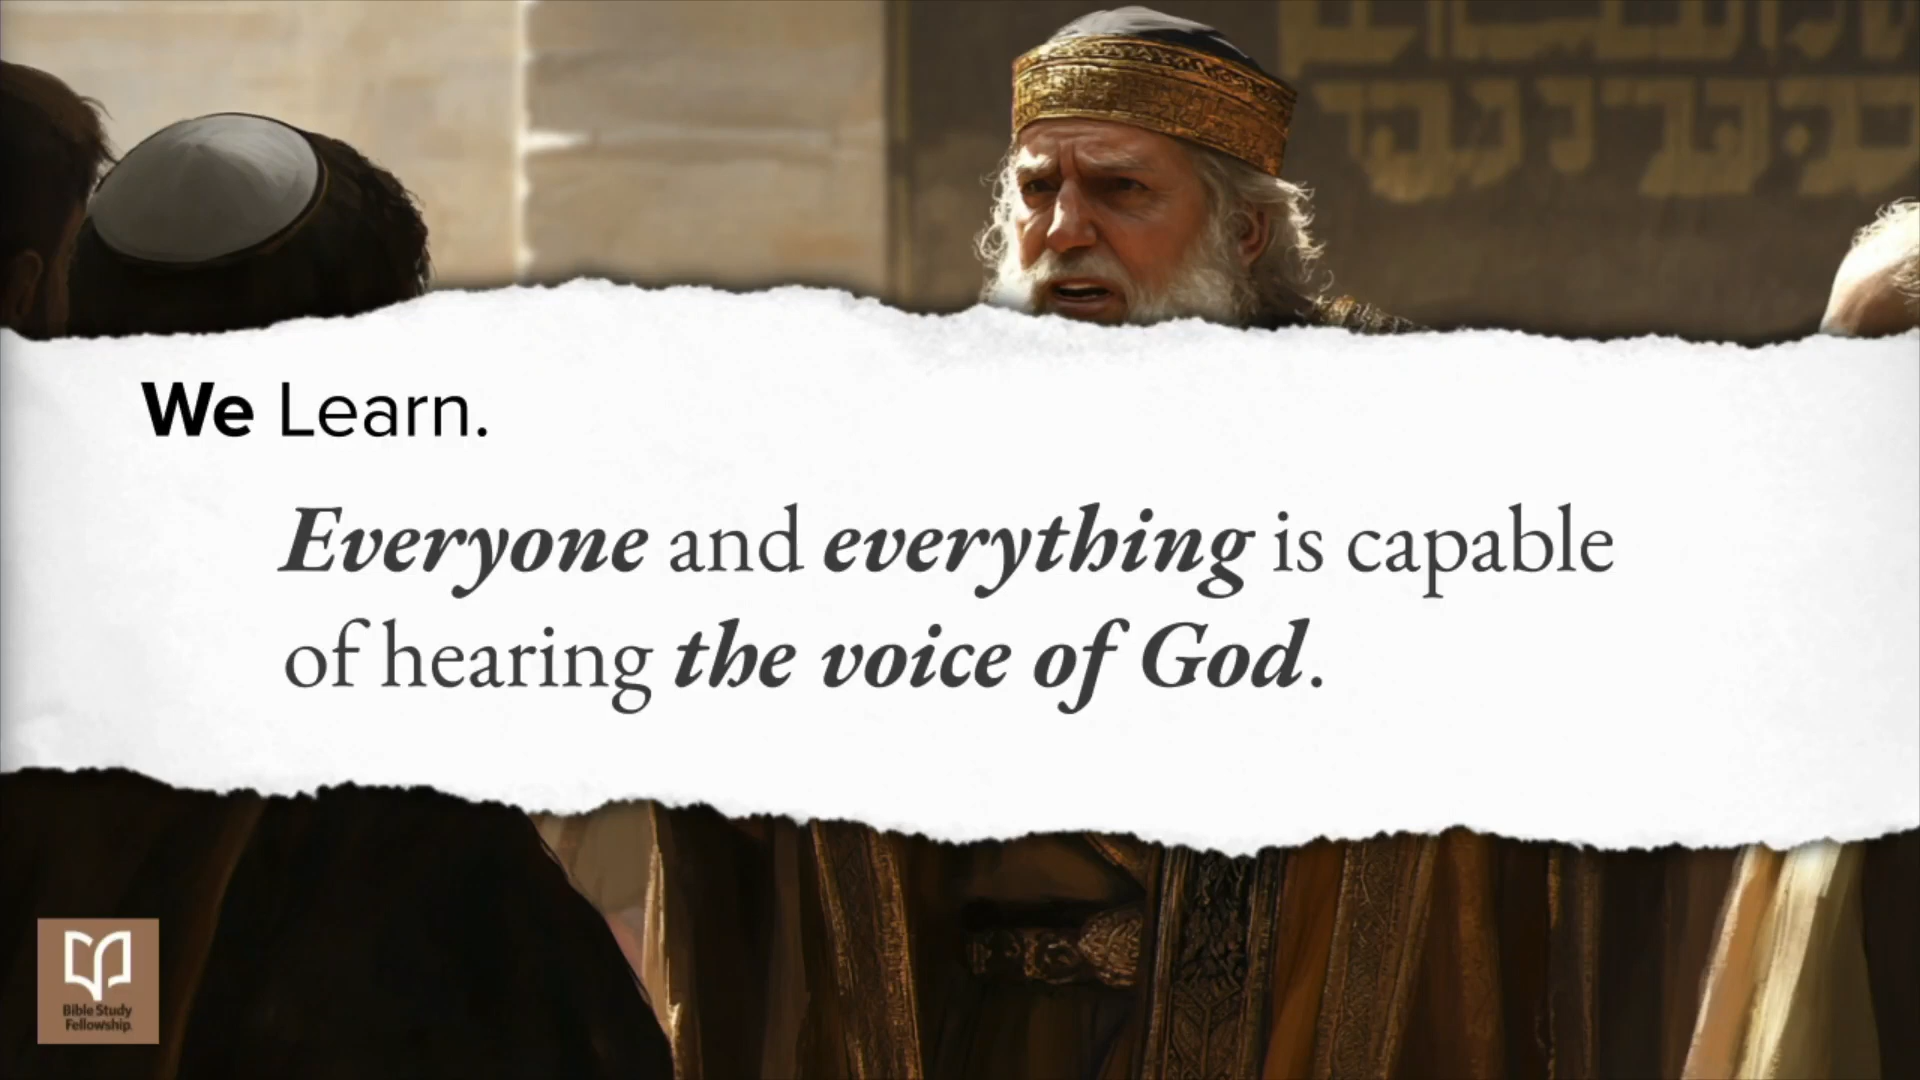 We Learn.
Everyone and everything is capable
of hearing the voice of God.
Bible Study
Fellowship